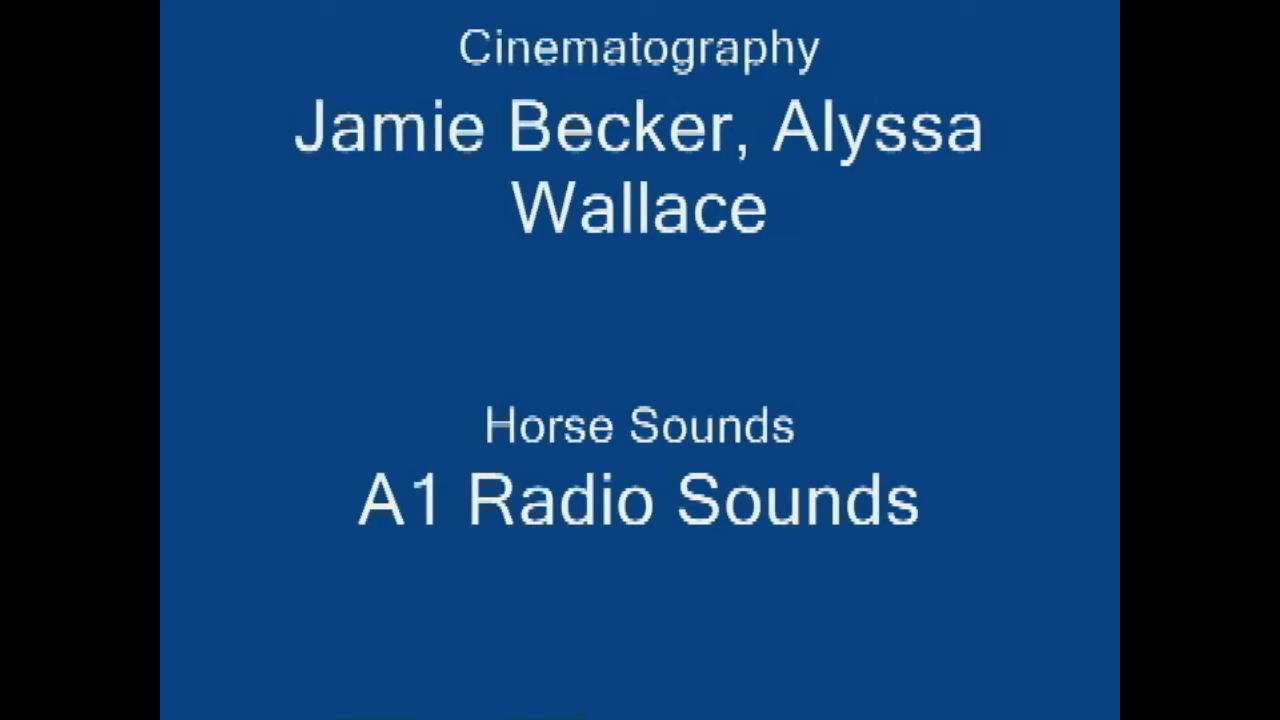 Cinematography
Jamie Becker, Alyssa
Wallace
Horse Sounds
A1 Radio Sounds